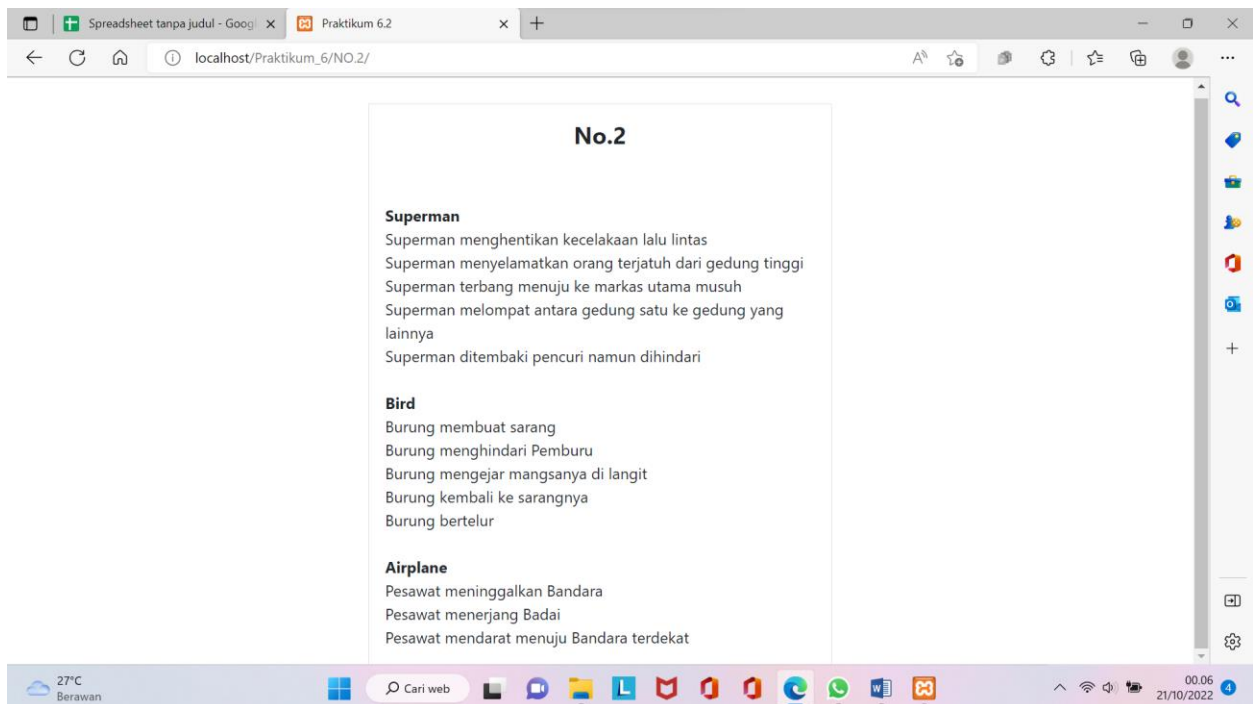 Spreadsheet tanpa judul - Googl
Praktikum 6.2
localhost/Praktikum_6/NO.2/
No.2
Superman
Superman menghentikan kecelakaan lalu lintas
Superman menyelamatkan orang terjatuh dari gedung tinggi
Superman terbang menuju ke markas utama musuh
Superman melompat antara gedung satu ke gedung yang
lainnya
Superman ditembaki pencuri namun dihindari
Bird
Burung membuat sarang
Burung menghindari Pemburu
Burung mengejar mangsanya di langit
Burung kembali ke sarangnya
Burung bertelur
Airplane
Pesawat meninggalkan Bandara
Pesawat menerjang Badai
Pesawat mendarat menuju Bandara terdekat
27°C
Berawan
Cari web
00.06
21/10/2022
4